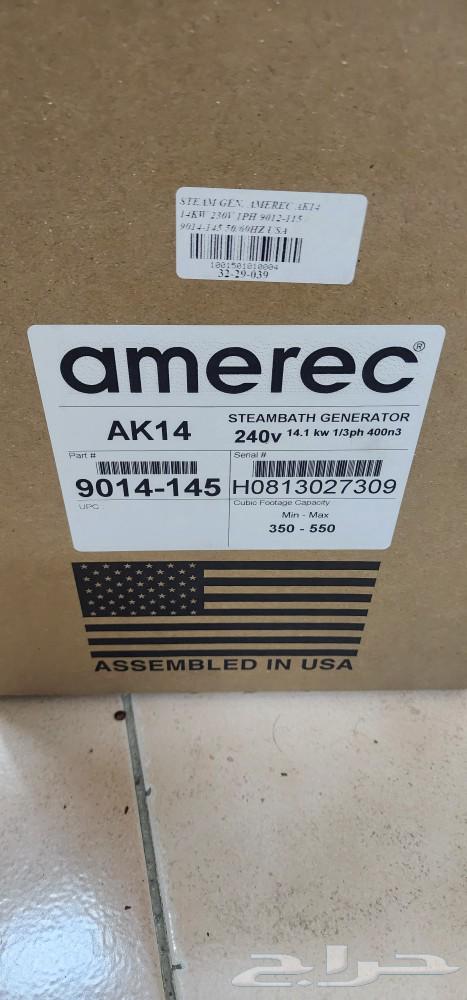 STEAM GEN. AMEREC AK14
14KW 230V 1PH 9012-115
9014-145 50/60HZ USA
1001501010004
32-29-039
amerec®
AK14
STEAMBATH GENERATOR
240v 14.1 kw 1/3ph 400n3
Part #
9014-145
UPC
Serial #
H0813027309
Cubic Footage Capacity
Min - Max
350 - 550
ASSEMBLED IN USA
حراج